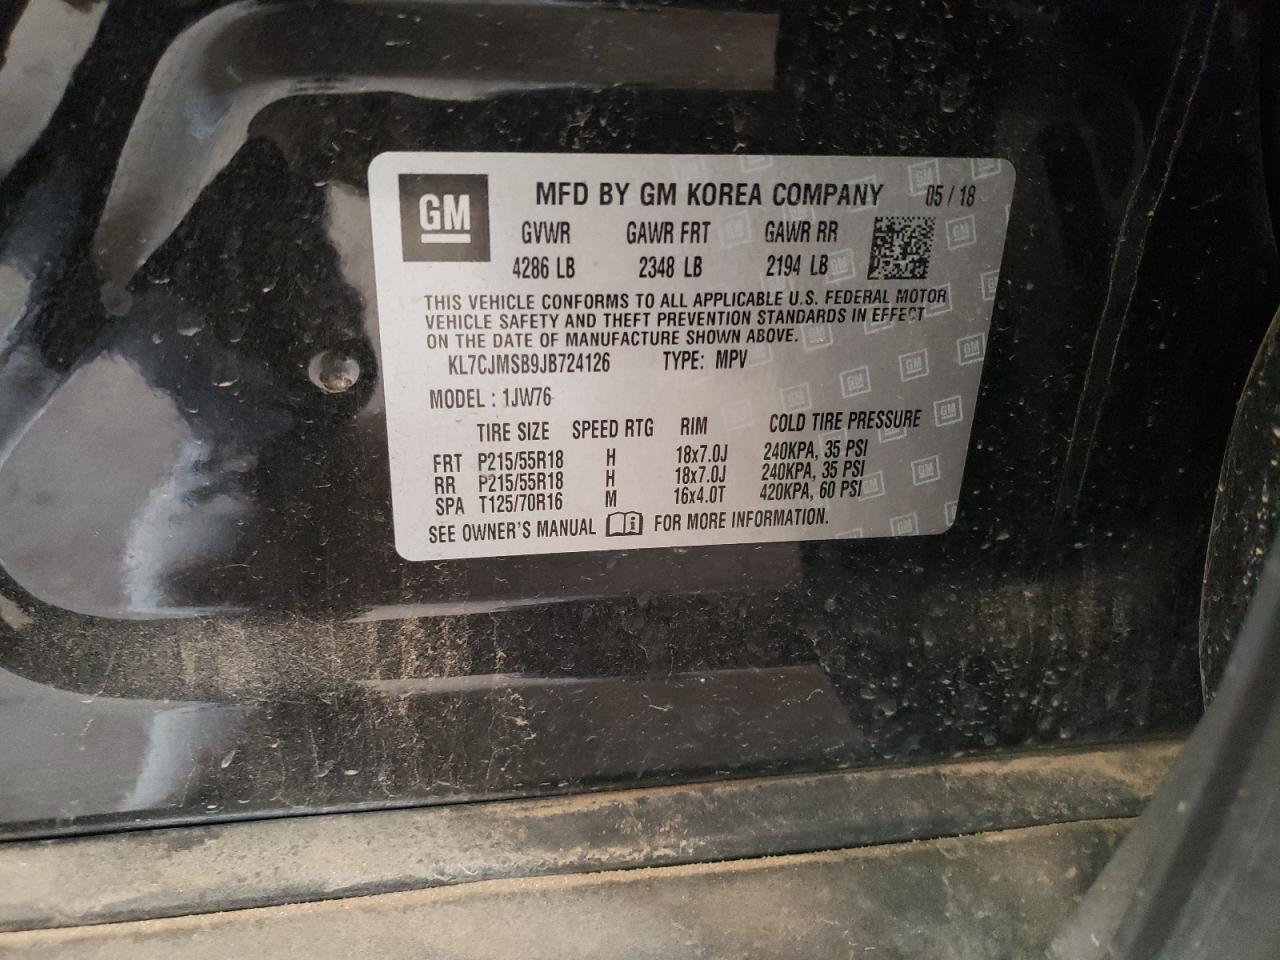 GM MFD BY GM KOREA COMPANY 05 / 18
GVWR GAWR FRT GAWR RR
4286 LB 2348 LB 2194 LB
THIS VEHICLE CONFORMS TO ALL APPLICABLE U.S. FEDERAL MOTOR
VEHICLE SAFETY AND THEFT PREVENTION STANDARDS IN EFFECT
ON THE DATE OF MANUFACTURE SHOWN ABOVE.
KL7CJMSB9JB724126 TYPE: MPV
MODEL : 1JW76
TIRE SIZE SPEED RTG RIM COLD TIRE PRESSURE
FRT P215/55R18 H 18x7.0J 240KPA, 35 PSI
RR P215/55R18 H 18x7.0J 240KPA, 35 PSI
SPA T125/70R16 M 16x4.0T 420KPA, 60 PSI
SEE OWNER'S MANUAL FOR MORE INFORMATION.